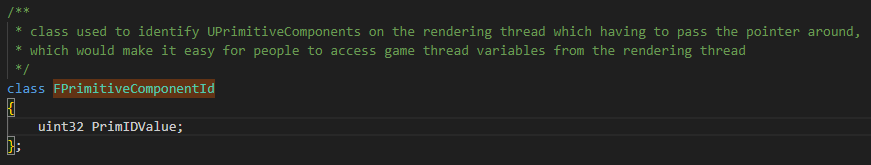 /**
* class used to identify UPrimitiveComponents on the rendering thread which having to pass the pointer around,
* which would make it easy for people to access game thread variables from the rendering thread
*/
class FPrimitiveComponentId
{
uint32 PrimIDValue;
};